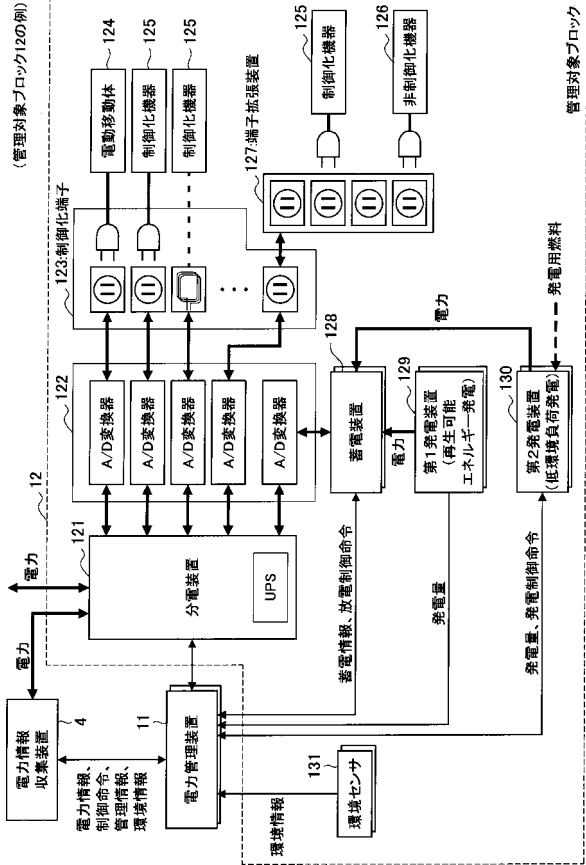 (管理対象ブロック12の例)
12
電力情報
収集装置
4
電力
電力
電力情報、
制御命令、
管理情報、
環境情報
11
電力管理装置
環境情報
131
環境センサ
121
分電装置
UPS
122
A/D変換器
A/D変換器
A/D変換器
A/D変換器
A/D変換器
123:制御化端子
電動移動体
124
制御化機器
125
制御化機器
125
127:端子拡張装置
制御化機器
125
非制御化機器
126
蓄電情報、放電制御命令
128
蓄電装置
電力
129
第1発電装置
(再生可能
エネルギー発電)
発電量
電力
130
第2発電装置
(低環境負荷発電)
発電量、発電制御命令
発電用燃料
管理対象ブロック